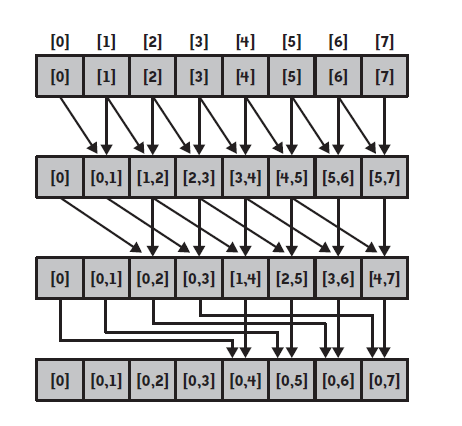 [0] [1] [2] [3] [4] [5] [6] [7]
[0] [1] [2] [3] [4] [5] [6] [7]
[0] [0,1] [1,2] [2,3] [3,4] [4,5] [5,6] [5,7]
[0] [0,1] [0,2] [0,3] [1,4] [2,5] [3,6] [4,7]
[0] [0,1] [0,2] [0,3] [0,4] [0,5] [0,6] [0,7]